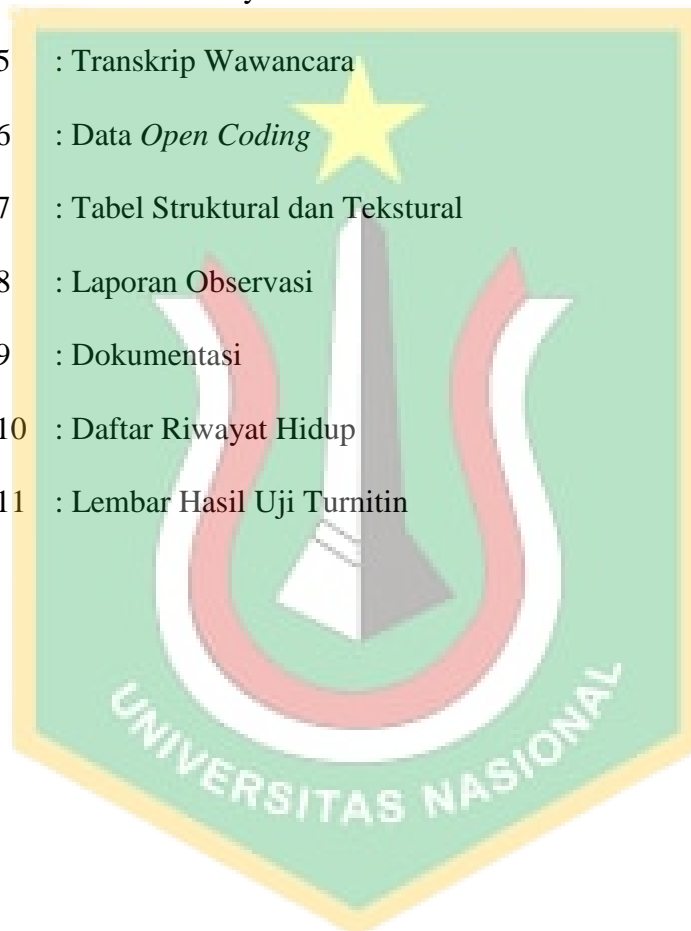 5 : Transkrip Wawancara
6 : Data Open Coding
7 : Tabel Struktural dan Tekstural
8 : Laporan Observasi
9 : Dokumentasi
10 : Daftar Riwayat Hidup
11 : Lembar Hasil Uji Turnitin
UNIVERSITAS NASIONAL